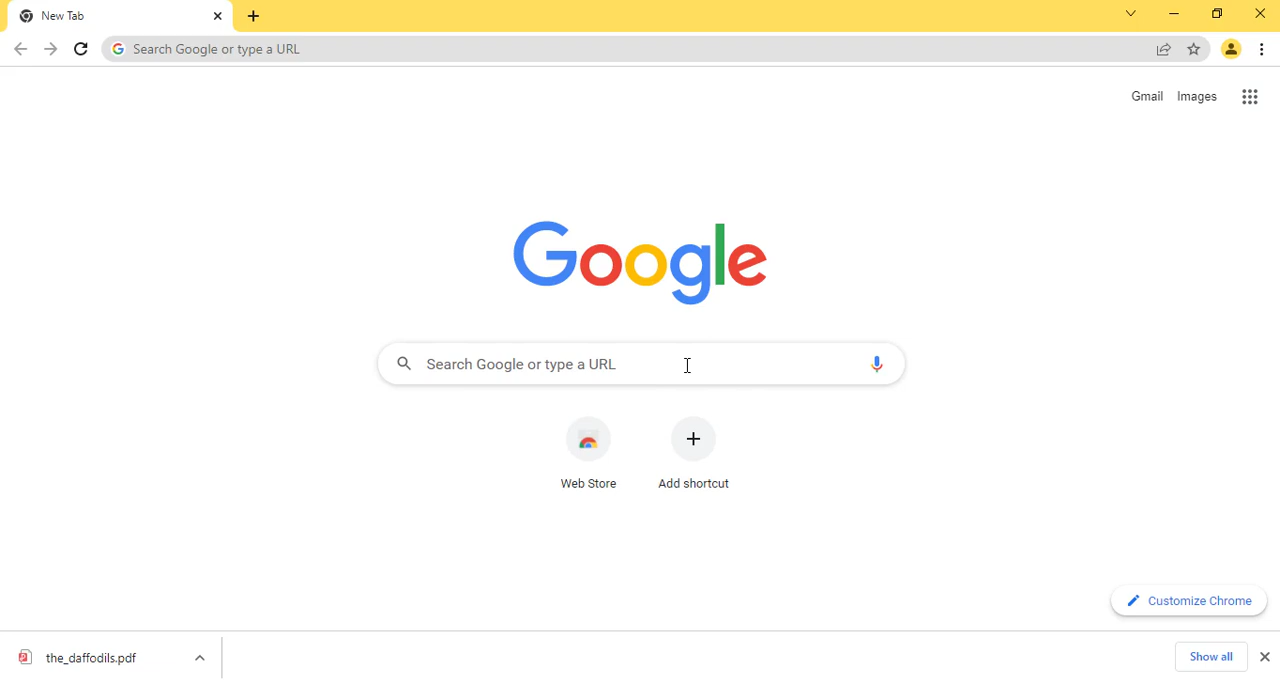 New Tab
Search Google or type a URL
Gmail Images
Google
Search Google or type a URL
Web Store Add shortcut
Customize Chrome
the_daffodils.pdf Show all